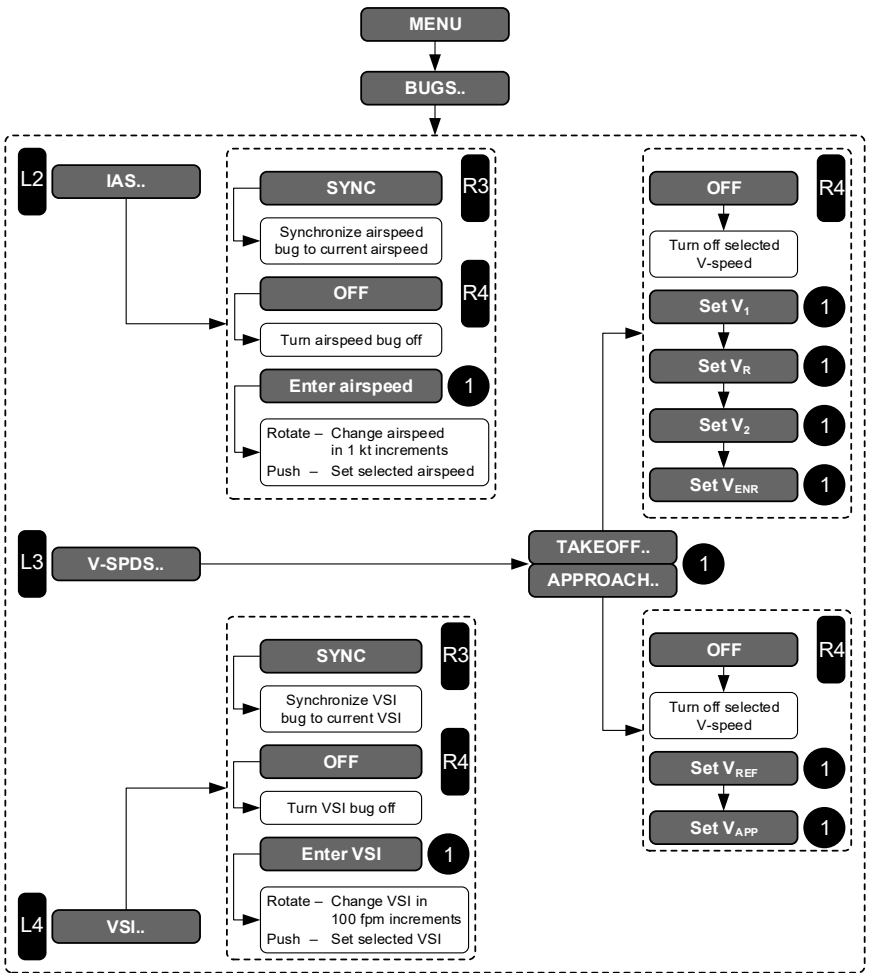 MENU
BUGS..
L2
IAS..
SYNC
R3
Synchronize airspeed
bug to current airspeed
OFF
R4
Turn airspeed bug off
Enter airspeed
1
Rotate – Change airspeed
in 1 kt increments
Push – Set selected airspeed
L3
V-SPDS..
TAKEOFF..
APPROACH..
1
OFF
R4
Turn off selected
V-speed
Set V₁
1
Set VR
1
Set V₂
1
Set VENR
1
OFF
R4
Turn off selected
V-speed
Set VREF
1
Set VAPP
1
L4
VSI..
SYNC
R3
Synchronize VSI
bug to current VSI
OFF
R4
Turn VSI bug off
Enter VSI
1
Rotate – Change VSI in
100 fpm increments
Push – Set selected VSI